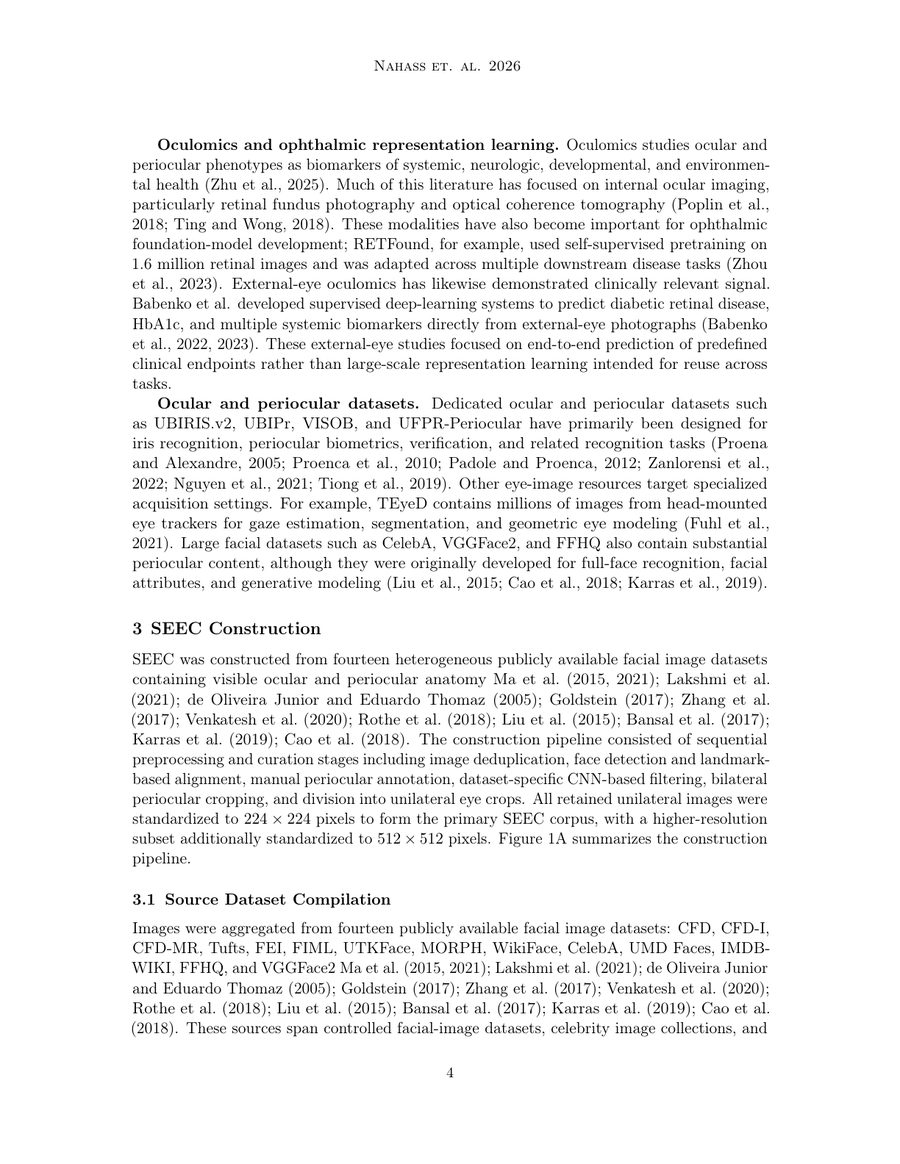 Nahass et. al. 2026
Oculomics and ophthalmic representation learning. Oculomics studies ocular and
periocular phenotypes as biomarkers of systemic, neurologic, developmental, and environmen-
tal health (Zhu et al., 2025). Much of this literature has focused on internal ocular imaging,
particularly retinal fundus photography and optical coherence tomography (Poplin et al.,
2018; Ting and Wong, 2018). These modalities have also become important for ophthalmic
foundation-model development; RETFound, for example, used self-supervised pretraining on
1.6 million retinal images and was adapted across multiple downstream disease tasks (Zhou
et al., 2023). External-eye oculomics has likewise demonstrated clinically relevant signal.
Babenko et al. developed supervised deep-learning systems to predict diabetic retinal disease,
HbA1c, and multiple systemic biomarkers directly from external-eye photographs (Babenko
et al., 2022, 2023). These external-eye studies focused on end-to-end prediction of predefined
clinical endpoints rather than large-scale representation learning intended for reuse across
tasks.
Ocular and periocular datasets. Dedicated ocular and periocular datasets such
as UBIRIS.v2, UBIPr, VISOB, and UFPR-Periocular have primarily been designed for
iris recognition, periocular biometrics, verification, and related recognition tasks (Proena
and Alexandre, 2005; Proenca et al., 2010; Padole and Proenca, 2012; Zanlorensi et al.,
2022; Nguyen et al., 2021; Tiong et al., 2019). Other eye-image resources target specialized
acquisition settings. For example, TEyeD contains millions of images from head-mounted
eye trackers for gaze estimation, segmentation, and geometric eye modeling (Fuhl et al.,
2021). Large facial datasets such as CelebA, VGGFace2, and FFHQ also contain substantial
periocular content, although they were originally developed for full-face recognition, facial
attributes, and generative modeling (Liu et al., 2015; Cao et al., 2018; Karras et al., 2019).
3 SEEC Construction
SEEC was constructed from fourteen heterogeneous publicly available facial image datasets
containing visible ocular and periocular anatomy Ma et al. (2015, 2021); Lakshmi et al.
(2021); de Oliveira Junior and Eduardo Thomaz (2005); Goldstein (2017); Zhang et al.
(2017); Venkatesh et al. (2020); Rothe et al. (2018); Liu et al. (2015); Bansal et al. (2017);
Karras et al. (2019); Cao et al. (2018). The construction pipeline consisted of sequential
preprocessing and curation stages including image deduplication, face detection and landmark-
based alignment, manual periocular annotation, dataset-specific CNN-based filtering, bilateral
periocular cropping, and division into unilateral eye crops. All retained unilateral images were
standardized to 224 × 224 pixels to form the primary SEEC corpus, with a higher-resolution
subset additionally standardized to 512 × 512 pixels. Figure 1A summarizes the construction
pipeline.
3.1 Source Dataset Compilation
Images were aggregated from fourteen publicly available facial image datasets: CFD, CFD-I,
CFD-MR, Tufts, FEI, FIML, UTKFace, MORPH, WikiFace, CelebA, UMD Faces, IMDB-
WIKI, FFHQ, and VGGFace2 Ma et al. (2015, 2021); Lakshmi et al. (2021); de Oliveira Junior
and Eduardo Thomaz (2005); Goldstein (2017); Zhang et al. (2017); Venkatesh et al. (2020);
Rothe et al. (2018); Liu et al. (2015); Bansal et al. (2017); Karras et al. (2019); Cao et al.
(2018). These sources span controlled facial-image datasets, celebrity image collections, and
4